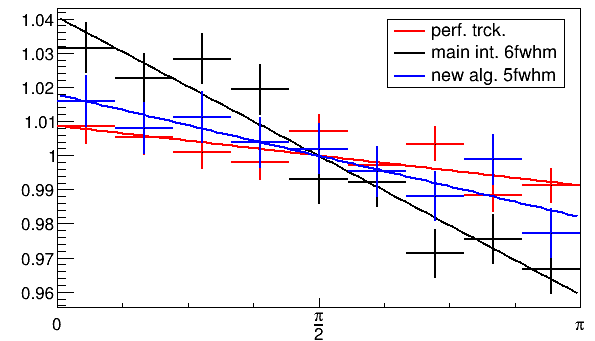 1.04
1.03
1.02
1.01
1
0.99
0.98
0.97
0.96
perf. trck.
main int. 6fwhm
new alg. 5fwhm
0
π
2
π